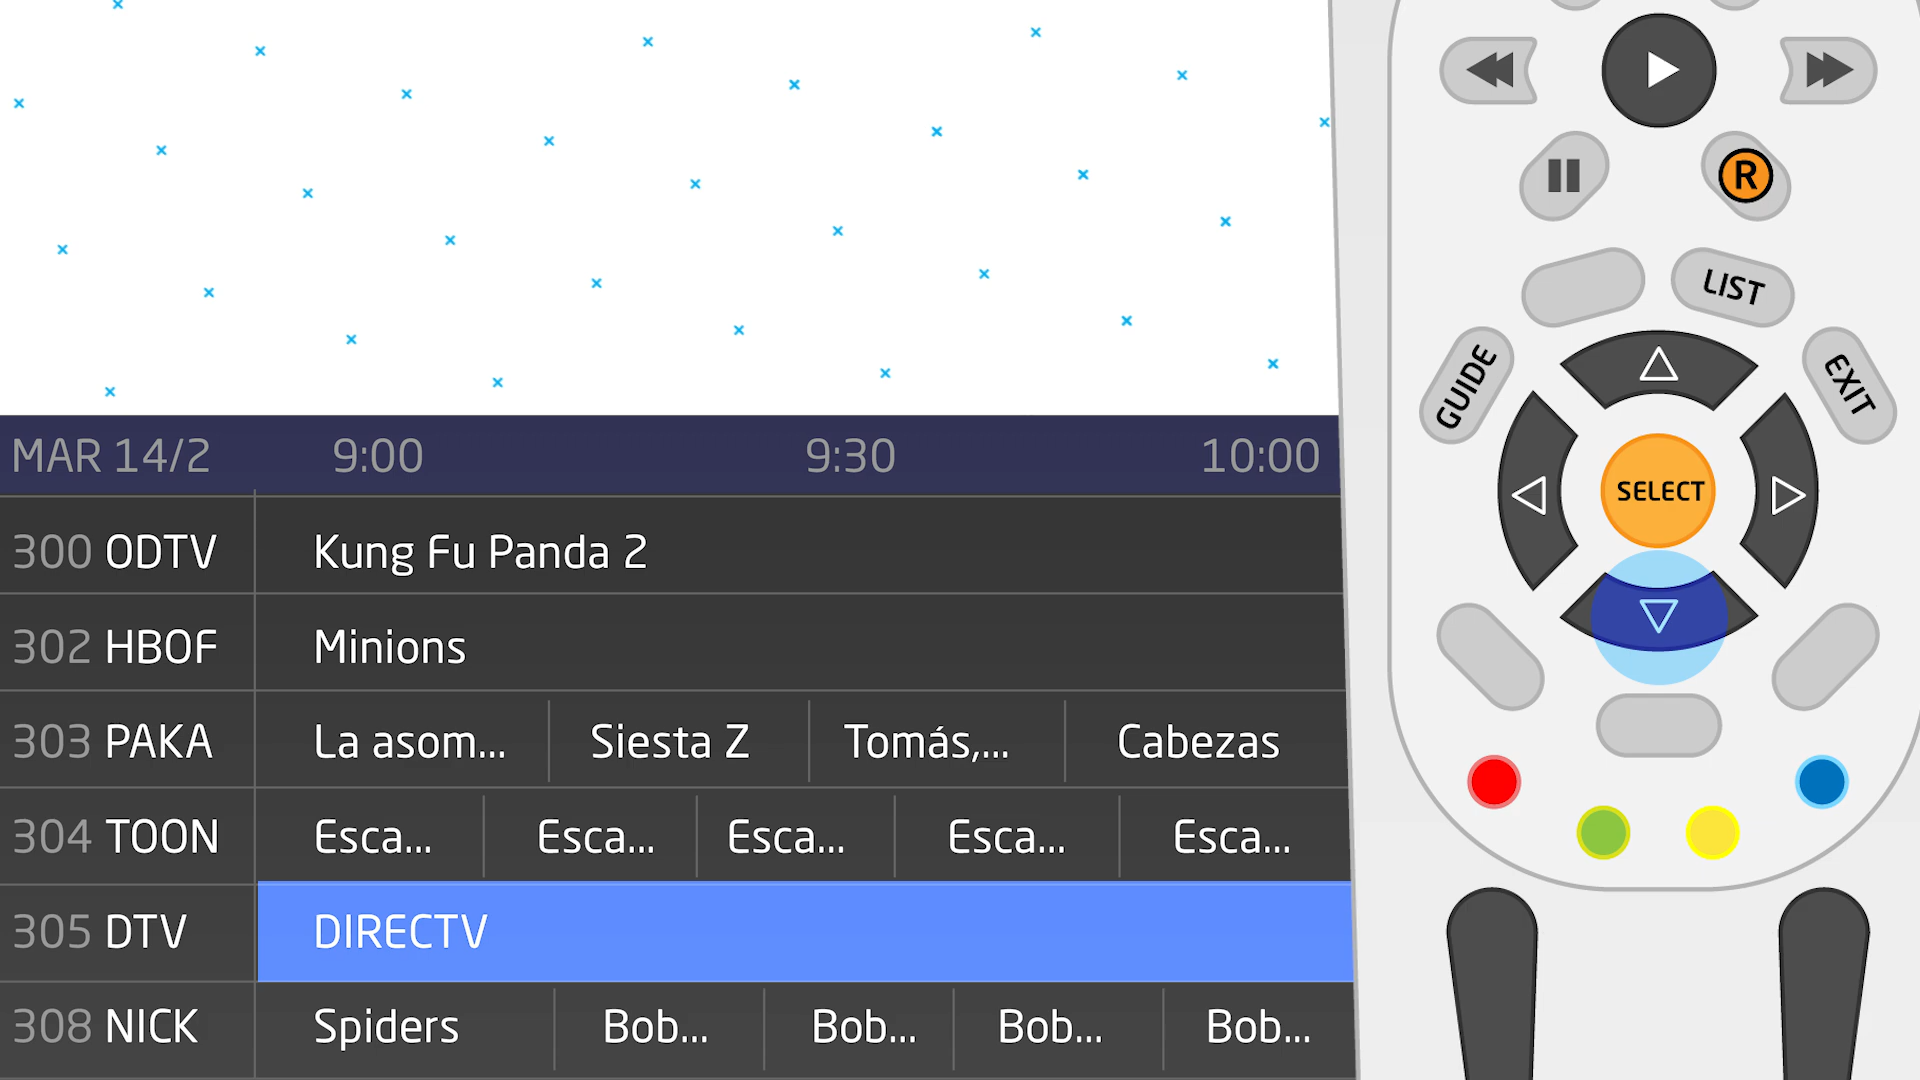 MAR 14/2 9:00 9:30 10:00
300 ODTV Kung Fu Panda 2
302 HBOF Minions
303 PAKA La asom... Siesta Z Tomás,... Cabezas
304 TOON Esca... Esca... Esca... Esca... Esca...
305 DTV DIRECTV
308 NICK Spiders Bob... Bob... Bob... Bob...
R
LIST
GUIDE
EXIT
SELECT